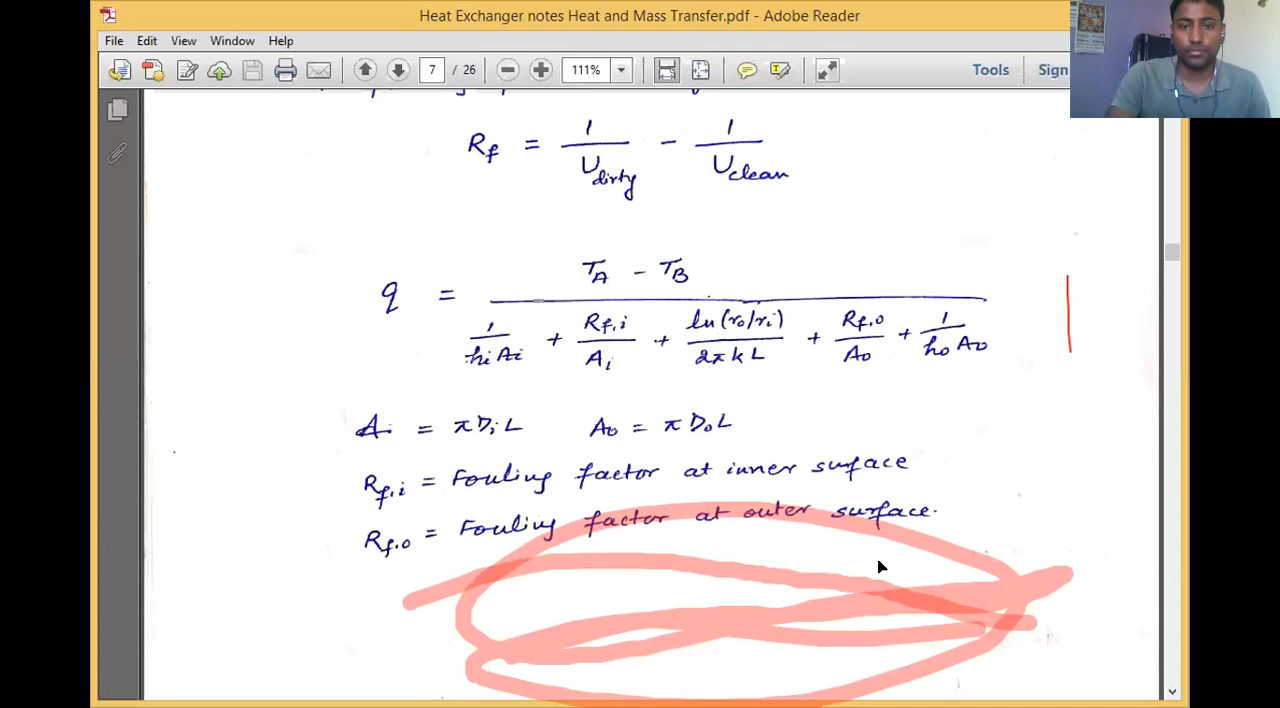 Heat Exchanger notes Heat and Mass Transfer.pdf - Adobe Reader
File Edit View Window Help
7 / 26 111% Tools Sign
Rf = 1/Udirty - 1/Uclean
q = (TA - TB) / (1/(hi Ai) + Rf,i/Ai + ln(ro/ri)/(2πkL) + Rf,o/Ao + 1/(ho Ao))
Ai = πDiL Ao = πDoL
Rf,i = Fouling factor at inner surface
Rf,o = Fouling factor at outer surface.